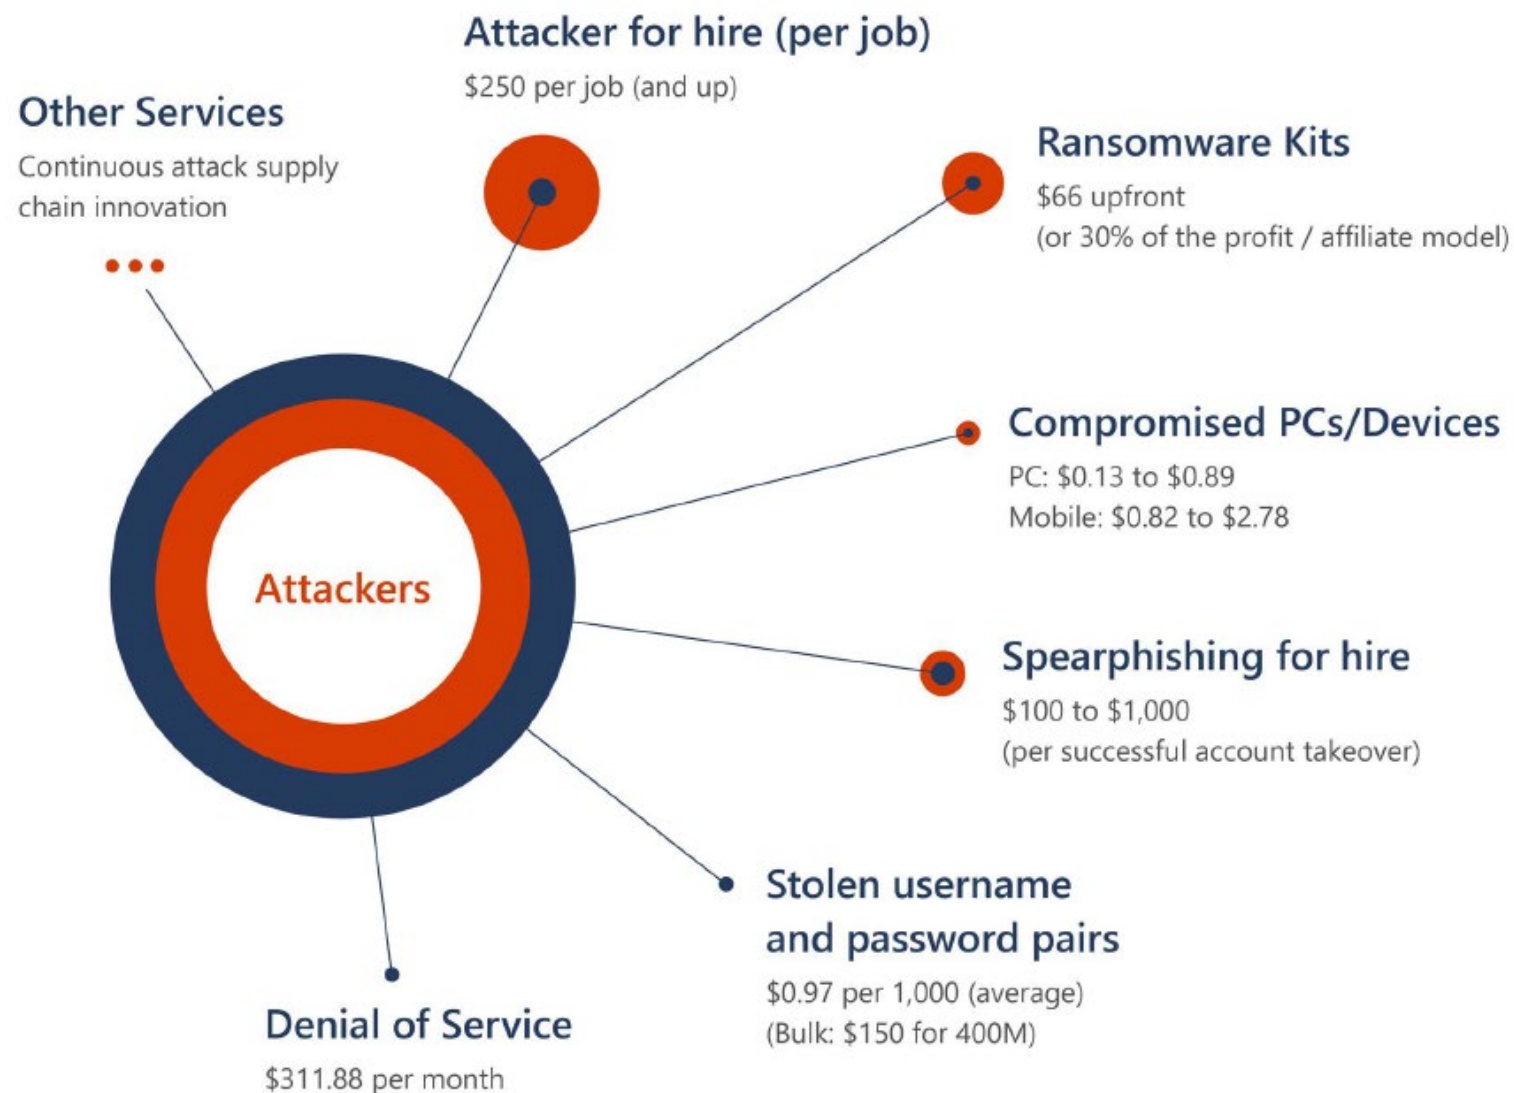 Attacker for hire (per job)
$250 per job (and up)
Other Services
Continuous attack supply
chain innovation
Ransomware Kits
$66 upfront
(or 30% of the profit / affiliate model)
Compromised PCs/Devices
PC: $0.13 to $0.89
Mobile: $0.82 to $2.78
Attackers
Spearphishing for hire
$100 to $1,000
(per successful account takeover)
Stolen username
and password pairs
$0.97 per 1,000 (average)
(Bulk: $150 for 400M)
Denial of Service
$311.88 per month